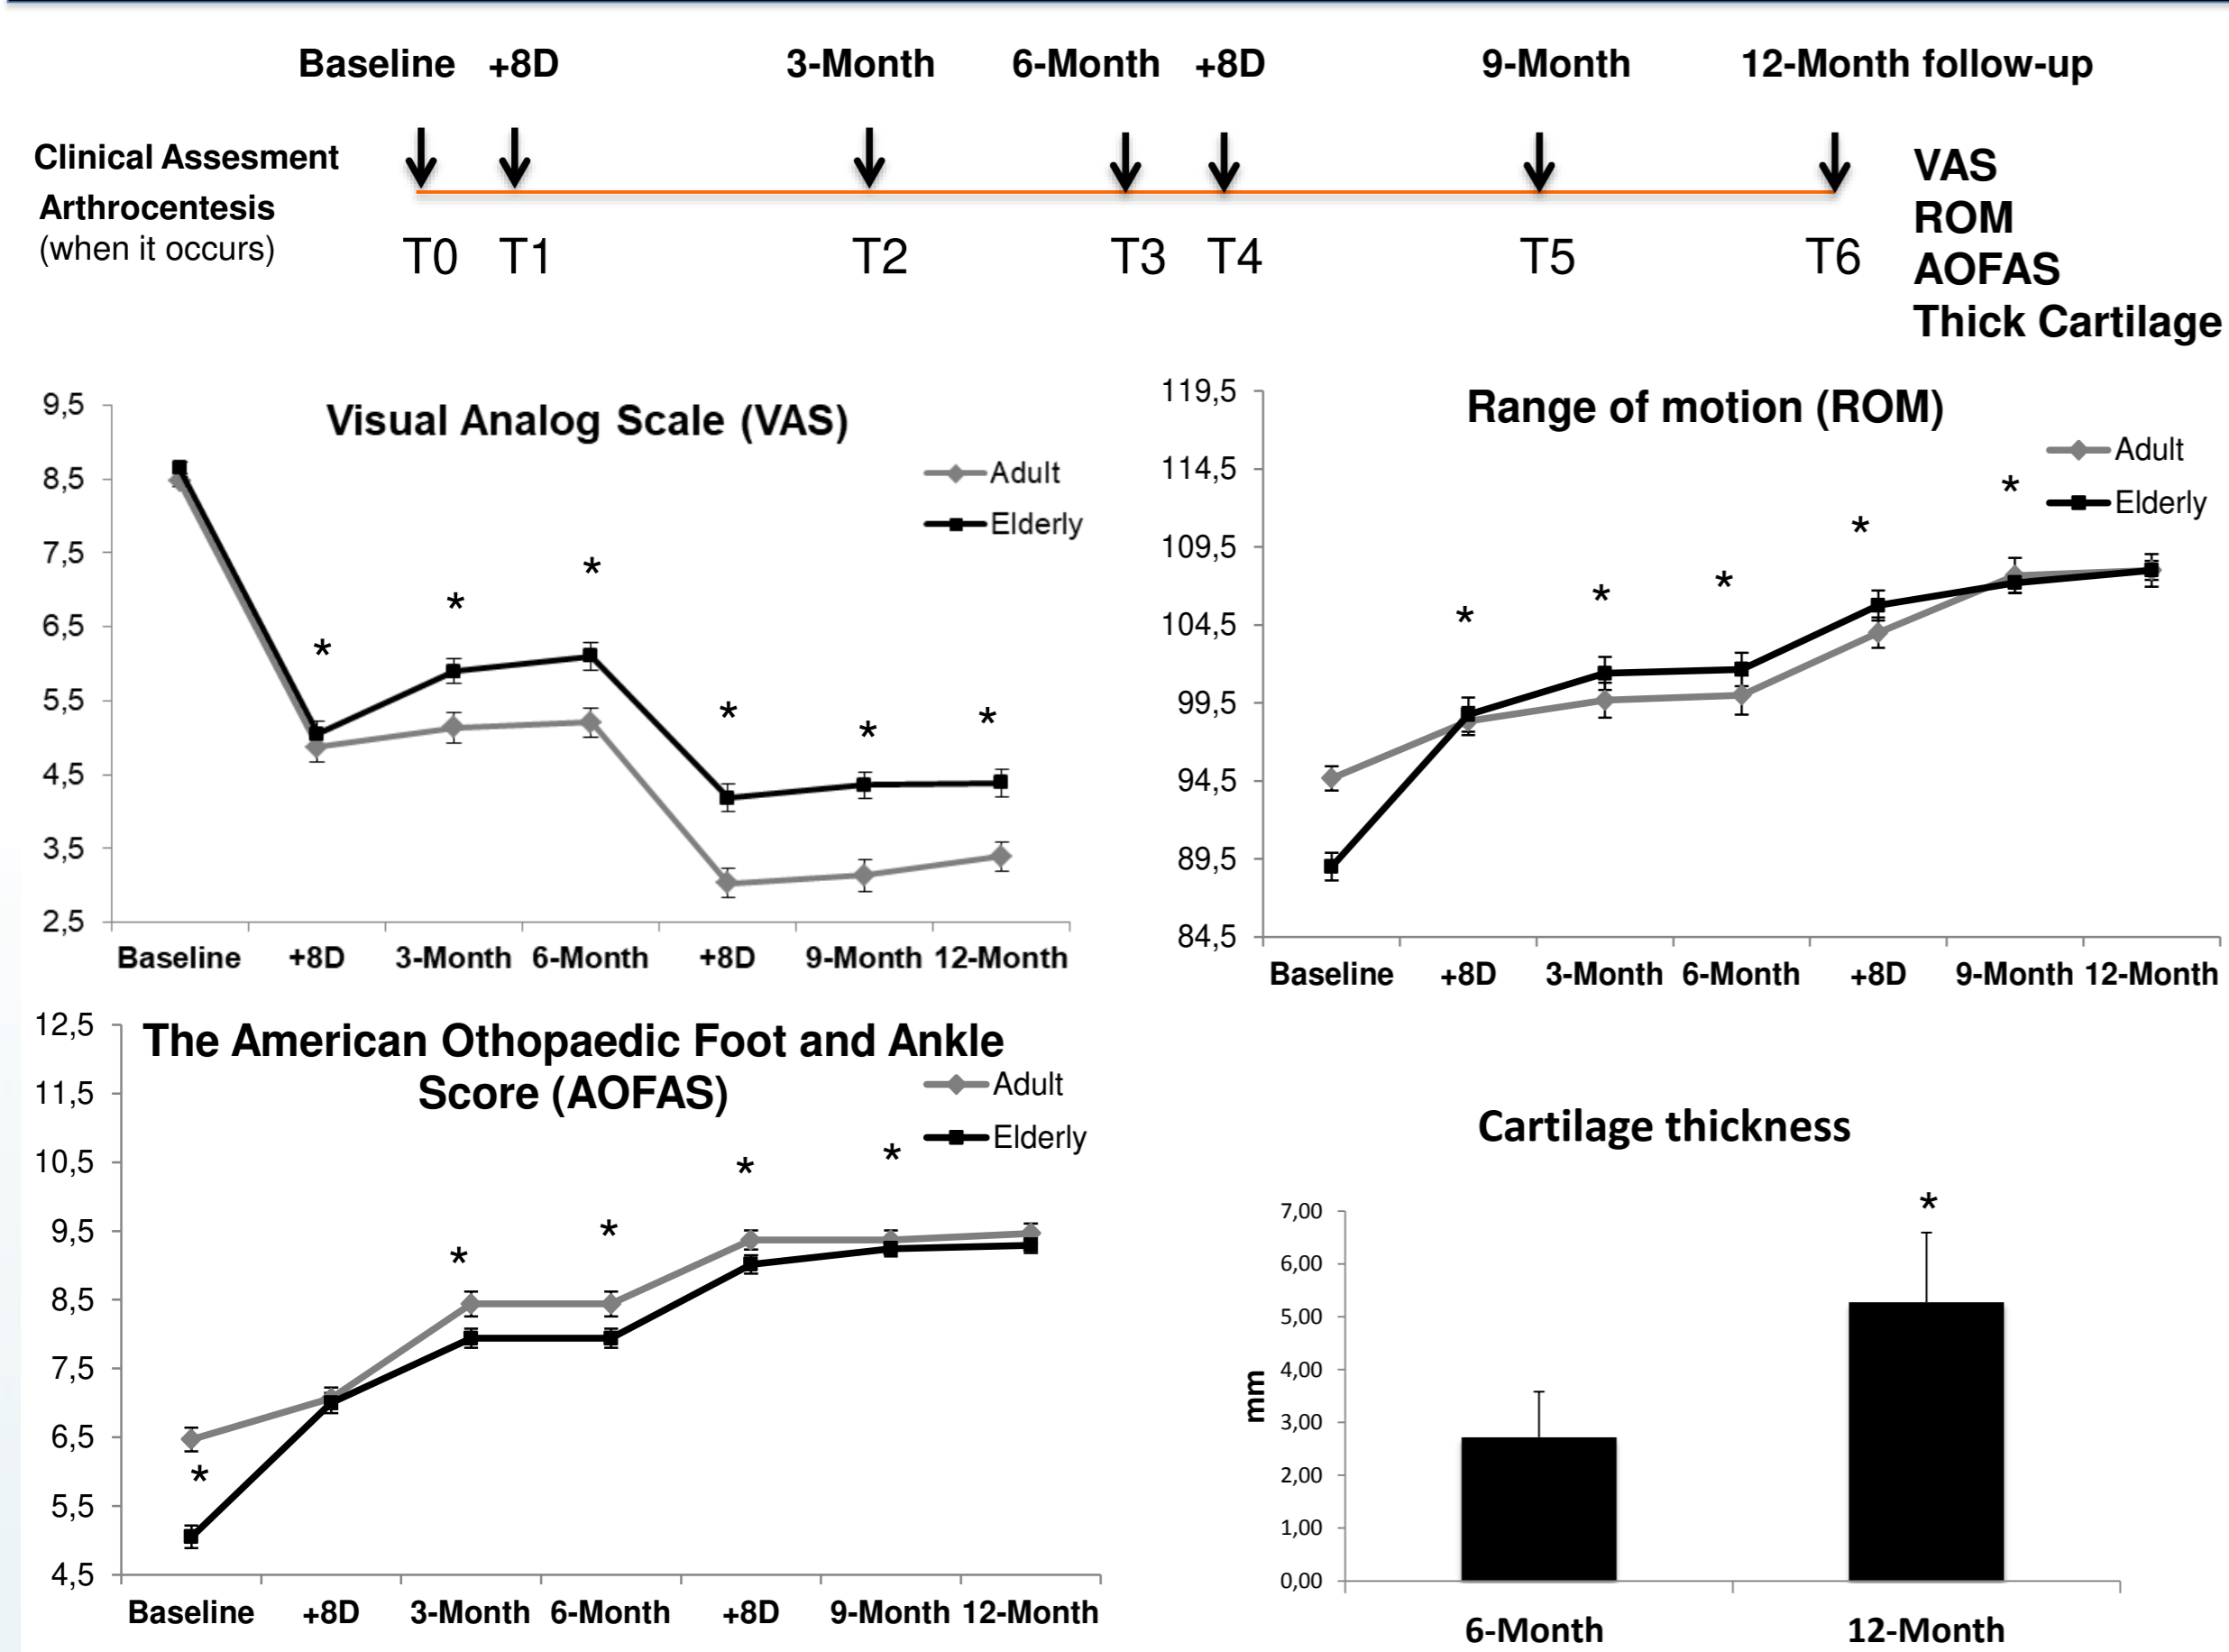 Baseline +8D 3-Month 6-Month +8D 9-Month 12-Month follow-up
Clinical Assesment
Arthrocentesis
(when it occurs)
T0 T1 T2 T3 T4 T5 T6
VAS
ROM
AOFAS
Thick Cartilage
Visual Analog Scale (VAS)
Adult
Elderly
9,5
8,5
7,5
6,5
5,5
4,5
3,5
2,5
* * * * * *
Baseline +8D 3-Month 6-Month +8D 9-Month 12-Month
Range of motion (ROM)
Adult
Elderly
119,5
114,5
109,5
104,5
99,5
94,5
89,5
84,5
* * * * *
Baseline +8D 3-Month 6-Month +8D 9-Month 12-Month
The American Othopaedic Foot and Ankle
Score (AOFAS)
Adult
Elderly
12,5
11,5
10,5
9,5
8,5
7,5
6,5
5,5
4,5
* * * * *
Baseline +8D 3-Month 6-Month +8D 9-Month 12-Month
Cartilage thickness
*
mm
7,00
6,00
5,00
4,00
3,00
2,00
1,00
0,00
6-Month 12-Month